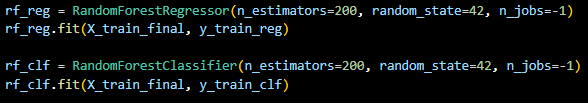 rf_reg = RandomForestRegressor(n_estimators=200, random_state=42, n_jobs=-1)
rf_reg.fit(X_train_final, y_train_reg)
rf_clf = RandomForestClassifier(n_estimators=200, random_state=42, n_jobs=-1)
rf_clf.fit(X_train_final, y_train_clf)